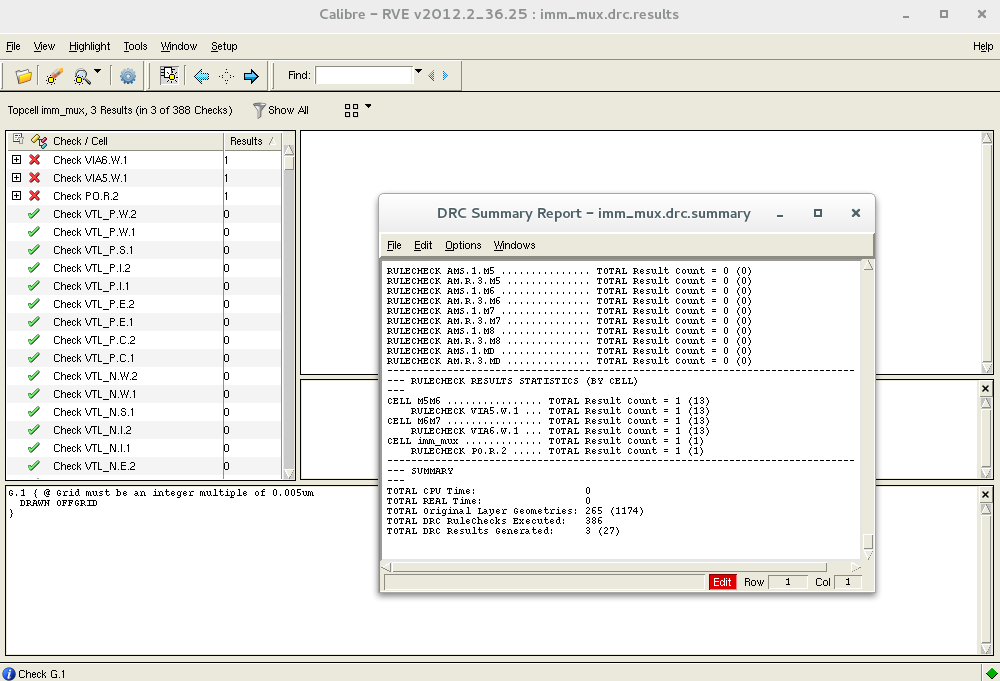 Calibre - RVE v2012.2_36.25 : imm_mux.drc.results
File View Highlight Tools Window Setup Help
Find:
Topcell imm_mux, 3 Results (in 3 of 388 Checks) Show All
Check / Cell Results
Check VIA6.W.1 1
Check VIA5.W.1 1
Check PO.R.2 1
Check VTL_P.W.2 0
Check VTL_P.W.1 0
Check VTL_P.S.1 0
Check VTL_P.I.2 0
Check VTL_P.I.1 0
Check VTL_P.E.2 0
Check VTL_P.E.1 0
Check VTL_P.C.2 0
Check VTL_P.C.1 0
Check VTL_N.W.2 0
Check VTL_N.W.1 0
Check VTL_N.S.1 0
Check VTL_N.I.2 0
Check VTL_N.I.1 0
Check VTL_N.E.2 0
DRC Summary Report - imm_mux.drc.summary
File Edit Options Windows
RULECHECK AMS.1.M5 ............... TOTAL Result Count = 0 (0)
RULECHECK AM.R.3.M5 .............. TOTAL Result Count = 0 (0)
RULECHECK AMS.1.M6 ............... TOTAL Result Count = 0 (0)
RULECHECK AM.R.3.M6 .............. TOTAL Result Count = 0 (0)
RULECHECK AMS.1.M7 ............... TOTAL Result Count = 0 (0)
RULECHECK AM.R.3.M7 .............. TOTAL Result Count = 0 (0)
RULECHECK AMS.1.M8 ............... TOTAL Result Count = 0 (0)
RULECHECK AM.R.3.M8 .............. TOTAL Result Count = 0 (0)
RULECHECK AMS.1.MD ............... TOTAL Result Count = 0 (0)
RULECHECK AM.R.3.MD .............. TOTAL Result Count = 0 (0)
----------------------------------------------------------------------------------
--- RULECHECK RESULTS STATISTICS (BY CELL)
---
CELL M5M6 ................ TOTAL Result Count = 1 (13)
RULECHECK VIA5.W.1 ... TOTAL Result Count = 1 (13)
CELL M6M7 ................ TOTAL Result Count = 1 (13)
RULECHECK VIA6.W.1 ... TOTAL Result Count = 1 (13)
CELL imm_mux ............. TOTAL Result Count = 1 (1)
RULECHECK PO.R.2 ..... TOTAL Result Count = 1 (1)
----------------------------------------------------------------------------------
--- SUMMARY
---
TOTAL CPU Time: 0
TOTAL REAL Time: 0
TOTAL Original Layer Geometries: 265 (1174)
TOTAL DRC RuleChecks Executed: 386
TOTAL DRC Results Generated: 3 (27)
Edit Row 1 Col 1
G.1 { @ Grid must be an integer multiple of 0.005um
DRAWN OFFGRID
}
Check G.1